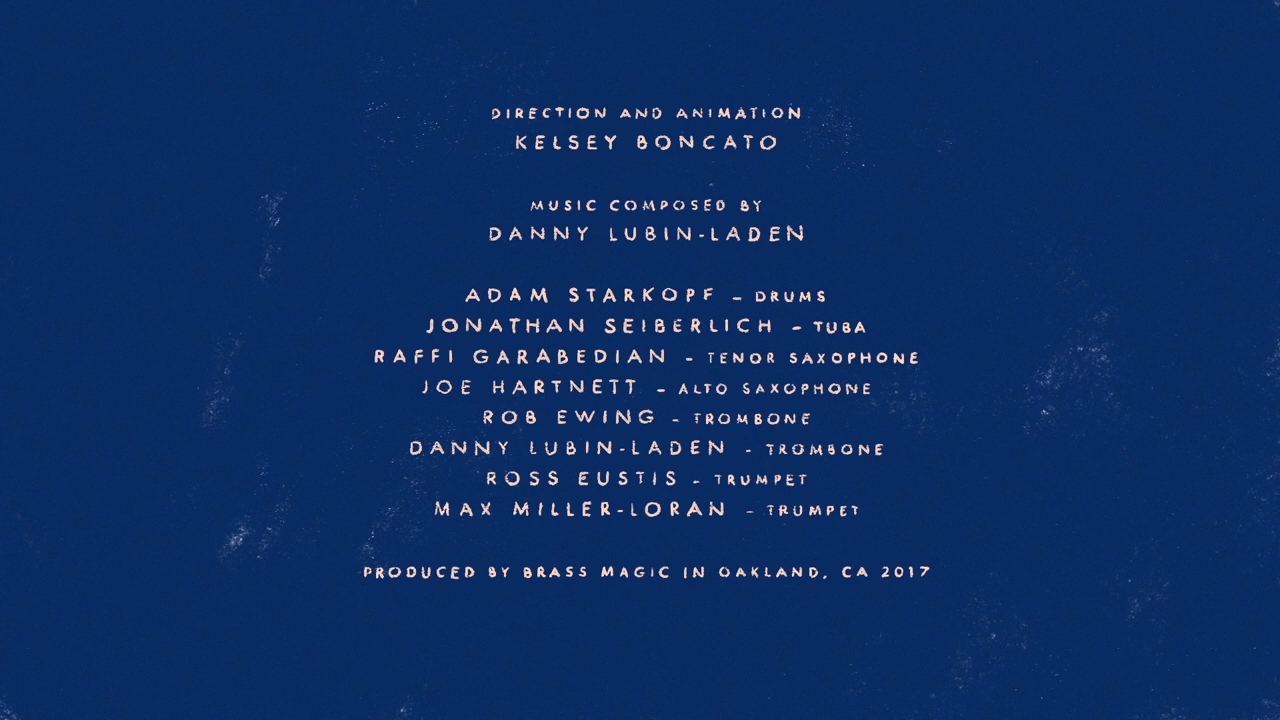 DIRECTION AND ANIMATION
KELSEY BONCATO
MUSIC COMPOSED BY
DANNY LUBIN-LADEN
ADAM STARKOPF - DRUMS
JONATHAN SEIBERLICH - TUBA
RAFFI GARABEDIAN - TENOR SAXOPHONE
JOE HARTNETT - ALTO SAXOPHONE
ROB EWING - TROMBONE
DANNY LUBIN-LADEN - TROMBONE
ROSS EUSTIS - TRUMPET
MAX MILLER-LORAN - TRUMPET
PRODUCED BY BRASS MAGIC IN OAKLAND, CA 2017